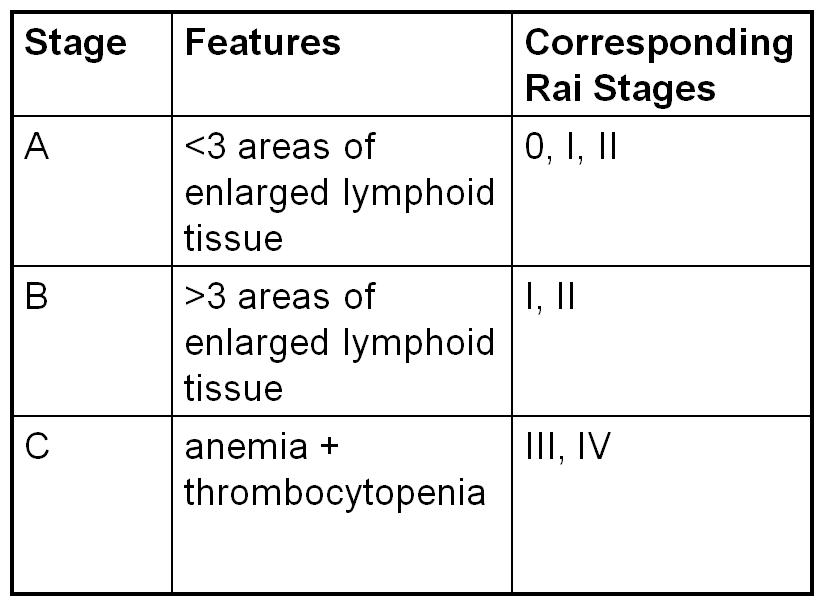 Stage
Features
Corresponding
Rai Stages
A
<3 areas of
enlarged lymphoid
tissue
0, I, II
B
>3 areas of
enlarged lymphoid
tissue
I, II
C
anemia +
thrombocytopenia
III, IV